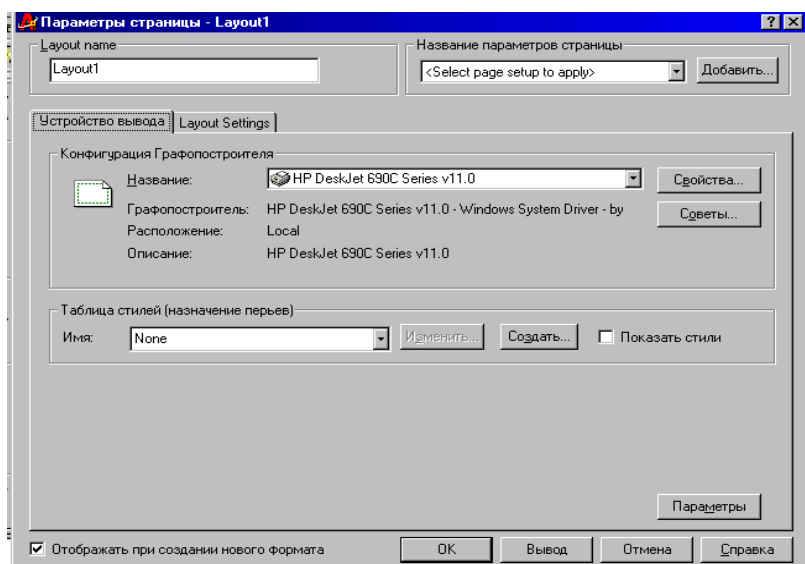 Параметры страницы - Layout1
Layout name
Layout1
Название параметров страницы
<Select page setup to apply>
Добавить...
Устройство вывода
Layout Settings
Конфигурация Графопостроителя
Название:
HP DeskJet 690C Series v11.0
Свойства...
Графопостроитель:
HP DeskJet 690C Series v11.0 - Windows System Driver - by
Советы...
Расположение:
Local
Описание:
HP DeskJet 690C Series v11.0
Таблица стилей (назначение перьев)
Имя:
None
Изменить...
Создать...
Показать стили
Параметры
Отображать при создании нового формата
OK
Вывод
Отмена
Справка